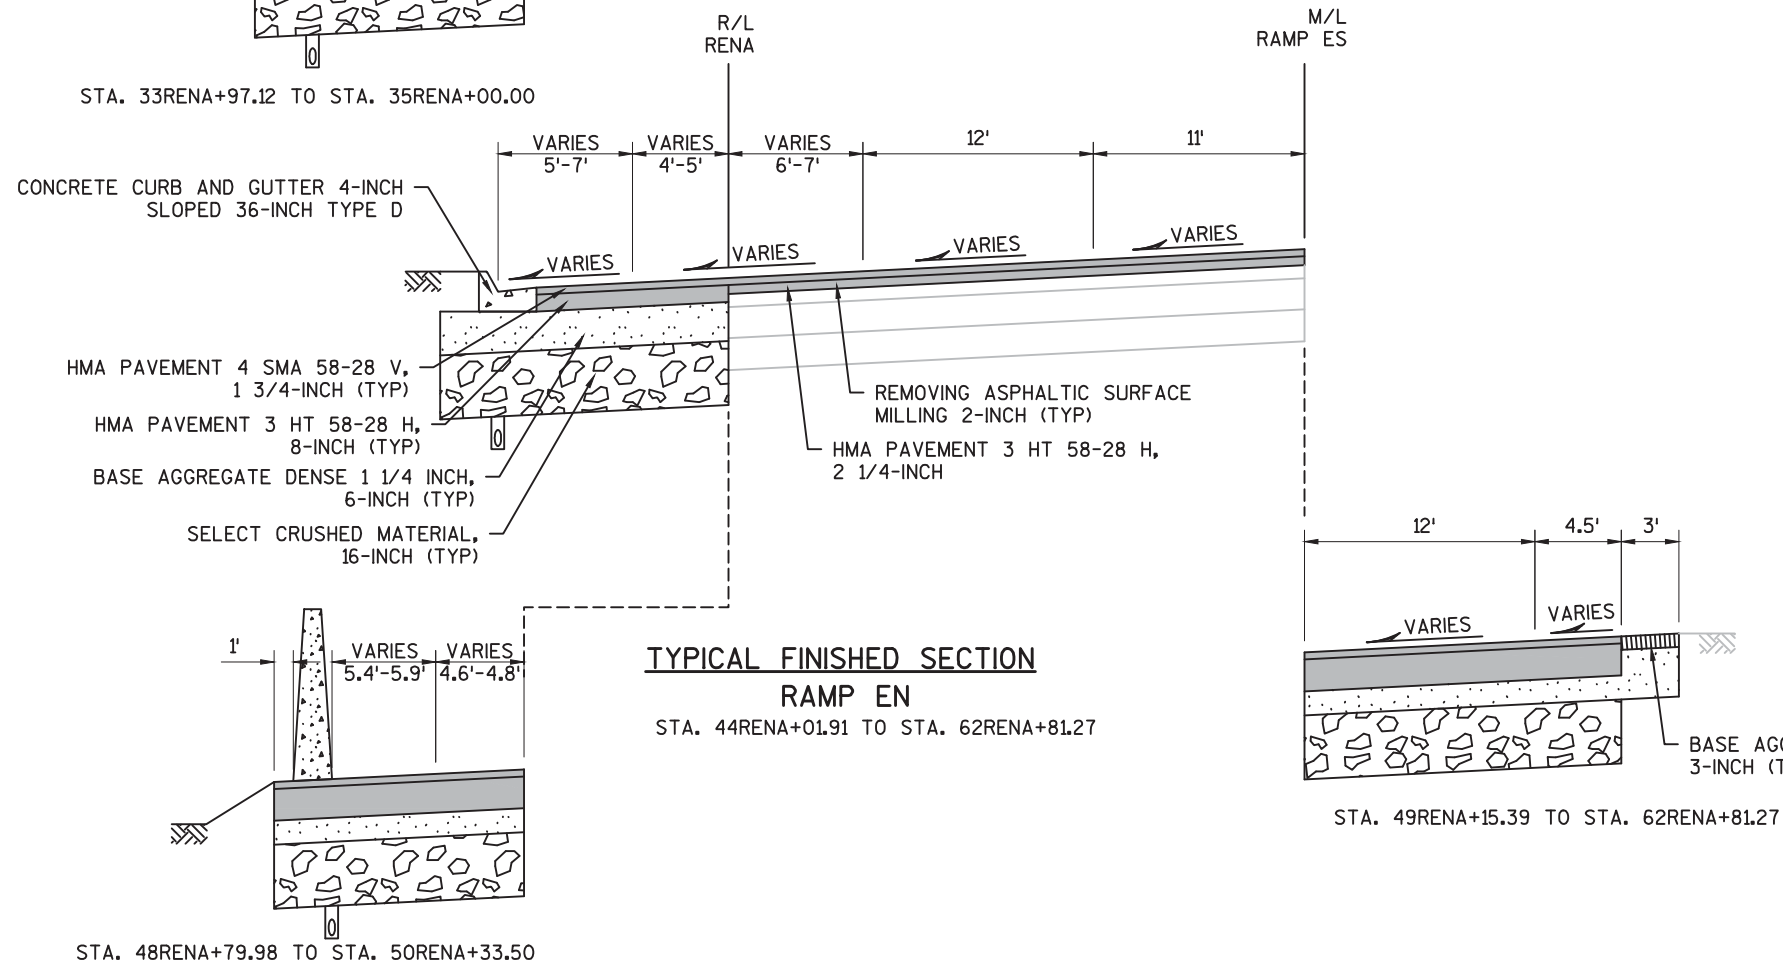 R/L
RENA
M/L
RAMP ES
STA. 33RENA+97.12 TO STA. 35RENA+00.00
VARIES
5'-7'
VARIES
4'-5'
VARIES
6'-7'
12'
11'
CONCRETE CURB AND GUTTER 4-INCH
SLOPED 36-INCH TYPE D
VARIES
VARIES
VARIES
VARIES
HMA PAVEMENT 4 SMA 58-28 V,
1 3/4-INCH (TYP)
HMA PAVEMENT 3 HT 58-28 H,
8-INCH (TYP)
BASE AGGREGATE DENSE 1 1/4 INCH,
6-INCH (TYP)
SELECT CRUSHED MATERIAL,
16-INCH (TYP)
REMOVING ASPHALTIC SURFACE
MILLING 2-INCH (TYP)
HMA PAVEMENT 3 HT 58-28 H,
2 1/4-INCH
12'
4.5'
3'
VARIES
VARIES
1'
VARIES
5.4'-5.9'
VARIES
4.6'-4.8'
TYPICAL FINISHED SECTION
RAMP EN
STA. 44RENA+01.91 TO STA. 62RENA+81.27
BASE AGG
3-INCH (T
STA. 49RENA+15.39 TO STA. 62RENA+81.27
STA. 48RENA+79.98 TO STA. 50RENA+33.50